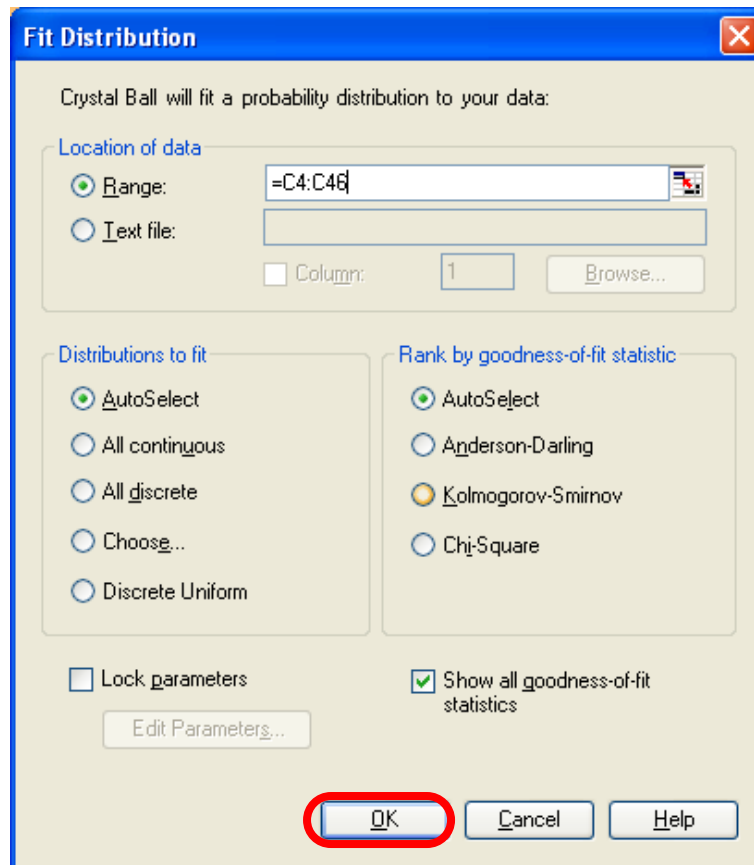 Fit Distribution
Crystal Ball will fit a probability distribution to your data:
Location of data
Range: =C4:C46
Text file:
Column: 1 Browse...
Distributions to fit
AutoSelect
All continuous
All discrete
Choose...
Discrete Uniform
Rank by goodness-of-fit statistic
AutoSelect
Anderson-Darling
Kolmogorov-Smirnov
Chi-Square
Lock parameters
Edit Parameters...
Show all goodness-of-fit
statistics
OK Cancel Help